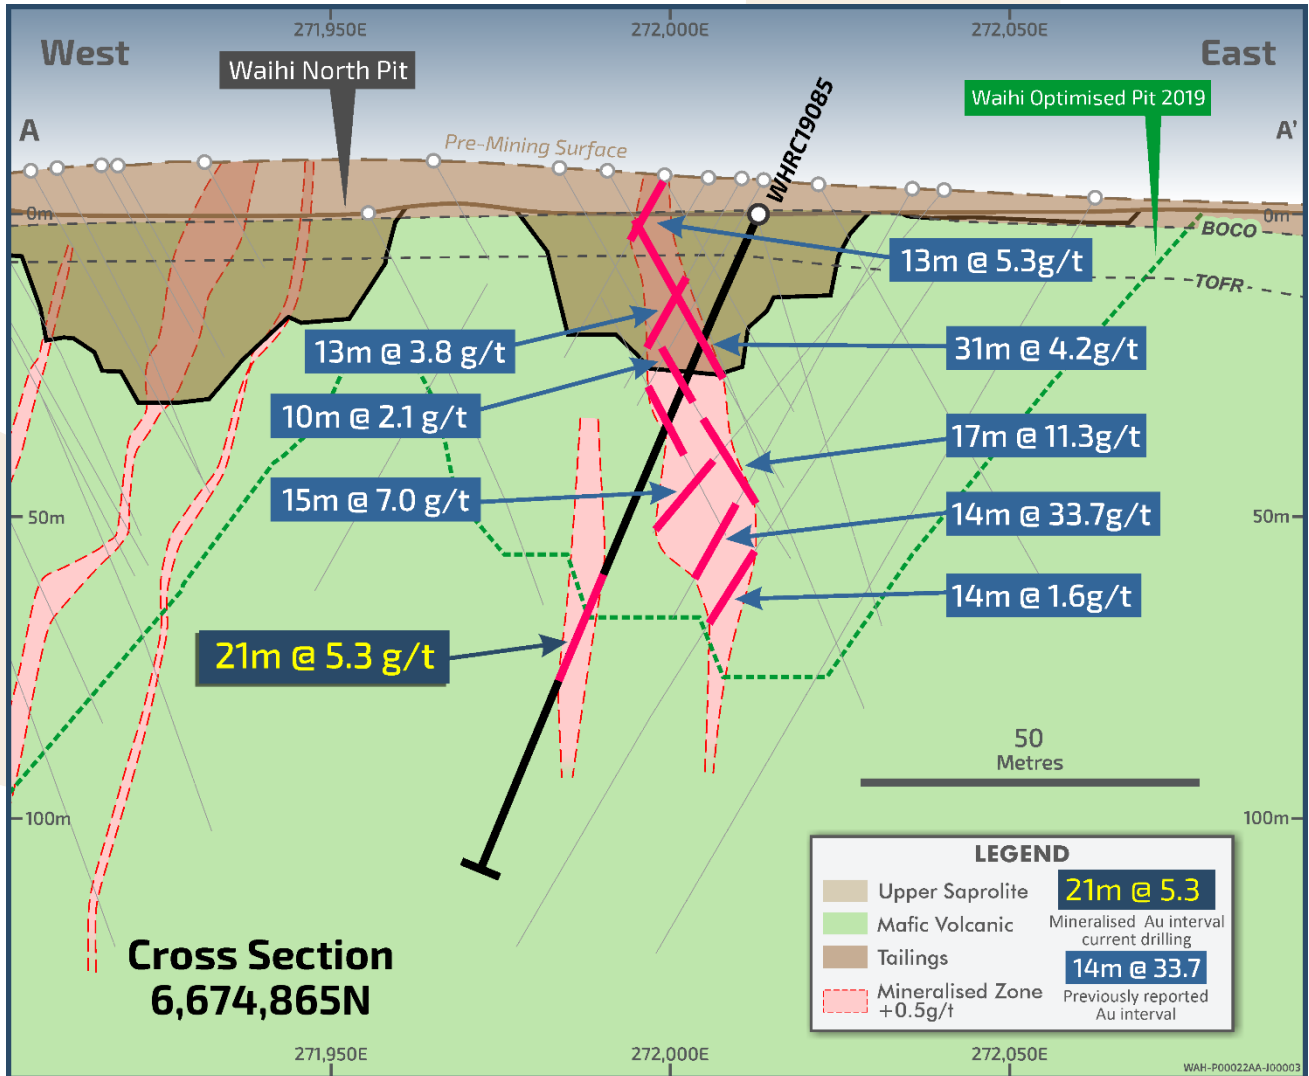 271,950E
272,000E
272,050E
West
East
Waihi North Pit
WHRC19085
Waihi Optimised Pit 2019
A
A'
Pre-Mining Surface
0m
0m
BOCO
13m @ 5.3g/t
TOFR
13m @ 3.8 g/t
31m @ 4.2g/t
10m @ 2.1 g/t
17m @ 11.3g/t
15m @ 7.0 g/t
14m @ 33.7g/t
50m
50m
14m @ 1.6g/t
21m @ 5.3 g/t
50
Metres
100m
100m
LEGEND
Upper Saprolite
Mafic Volcanic
Tailings
Mineralised Zone
+0.5g/t
21m @ 5.3
Mineralised Au interval
current drilling
14m @ 33.7
Previously reported
Au interval
Cross Section
6,674,865N
271,950E
272,000E
272,050E
WAH-P00022AA-J00003